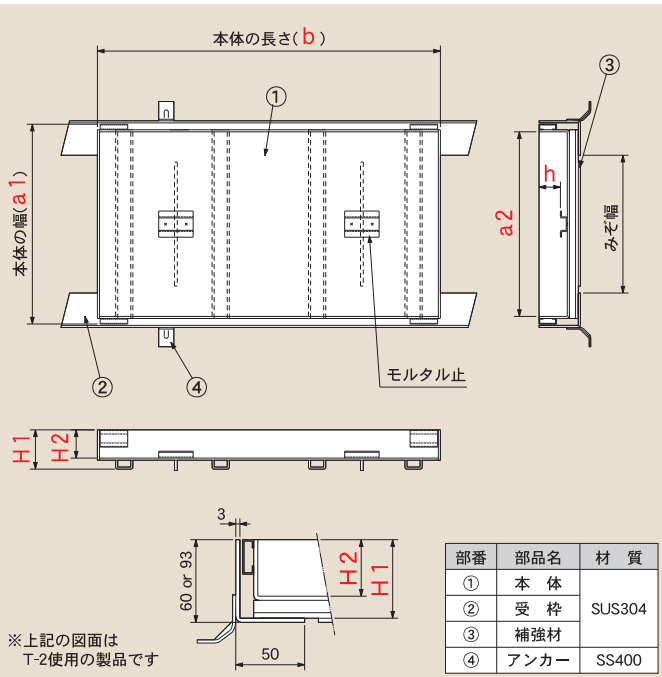 本体の長さ(b)
①
③
本体の幅(a1)
a2
h
みぞ幅
②
④
モルタル止
H1
H2
3
60 or 93
H2
H1
50
※上記の図面は
T-2使用の製品です
部番 部品名 材 質
① 本 体 SUS304
② 受 枠
③ 補強材
④ アンカー SS400